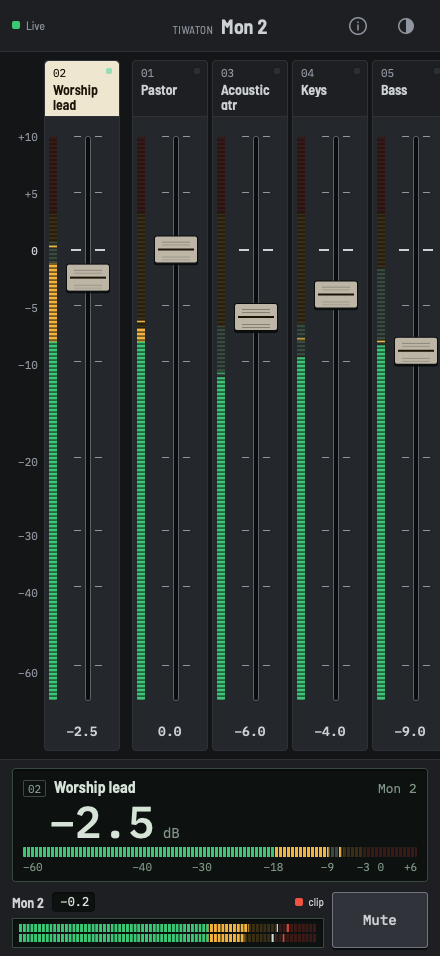 Live
TIWATON Mon 2
02
Worship
lead
01
Pastor
03
Acoustic
gtr
04
Keys
05
Bass
+10
+5
0
−5
−10
−20
−30
−40
−60
−2.5
0.0
−6.0
−4.0
−9.0
02 Worship lead Mon 2
−2.5 dB
−60 −40 −30 −18 −9 −3 0 +6
Mon 2 −0.2 clip
Mute